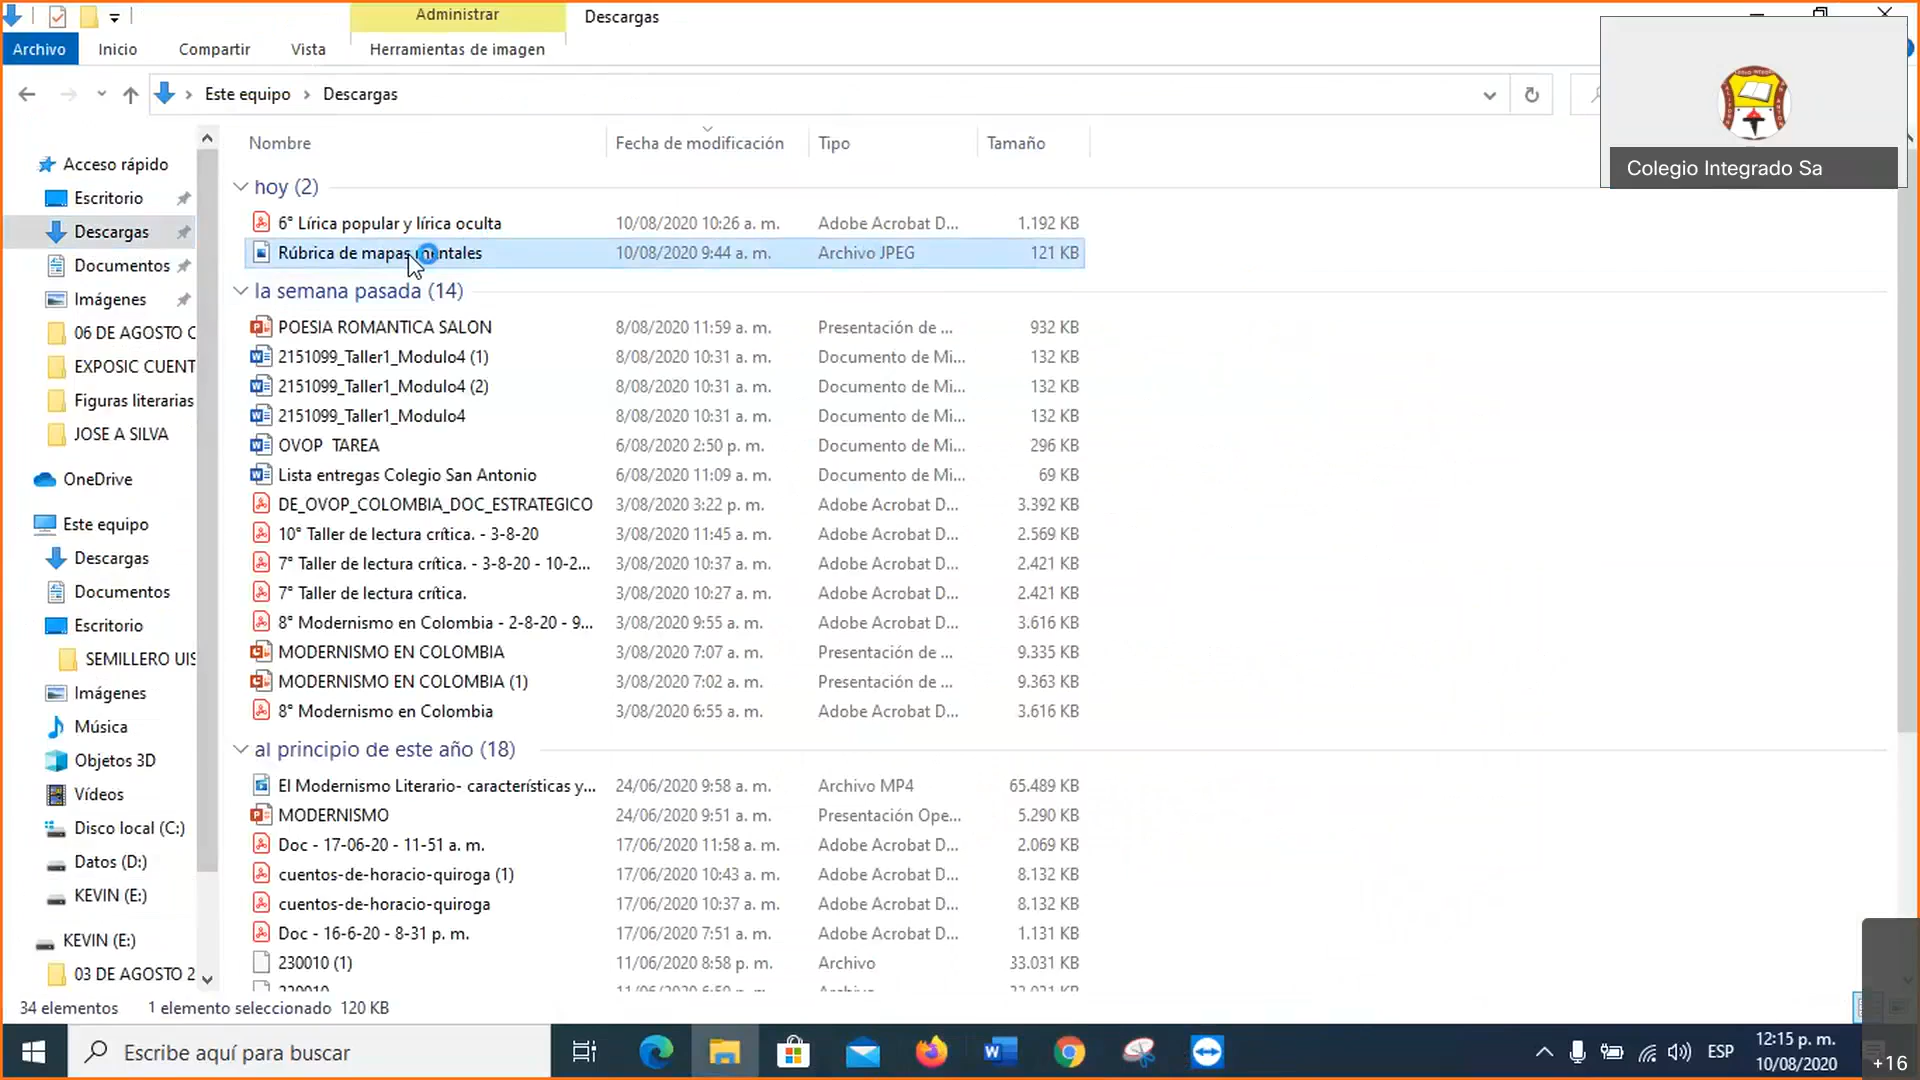 Administrar
Descargas
Archivo
Inicio
Compartir
Vista
Herramientas de imagen
Este equipo
Descargas
Colegio Integrado Sa
Nombre
Fecha de modificación
Tipo
Tamaño
Acceso rápido
Escritorio
Descargas
Documentos
Imágenes
06 DE AGOSTO C
EXPOSIC CUENT
Figuras literarias
JOSE A SILVA
OneDrive
Este equipo
Descargas
Documentos
Escritorio
SEMILLERO UIS
Imágenes
Música
Objetos 3D
Vídeos
Disco local (C:)
Datos (D:)
KEVIN (E:)
KEVIN (E:)
03 DE AGOSTO 2
hoy (2)
6° Lírica popular y lírica oculta 10/08/2020 10:26 a. m. Adobe Acrobat D... 1.192 KB
Rúbrica de mapas mentales 10/08/2020 9:44 a. m. Archivo JPEG 121 KB
la semana pasada (14)
POESIA ROMANTICA SALON 8/08/2020 11:59 a. m. Presentación de ... 932 KB
2151099_Taller1_Modulo4 (1) 8/08/2020 10:31 a. m. Documento de Mi... 132 KB
2151099_Taller1_Modulo4 (2) 8/08/2020 10:31 a. m. Documento de Mi... 132 KB
2151099_Taller1_Modulo4 8/08/2020 10:31 a. m. Documento de Mi... 132 KB
OVOP TAREA 6/08/2020 2:50 p. m. Documento de Mi... 296 KB
Lista entregas Colegio San Antonio 6/08/2020 11:09 a. m. Documento de Mi... 69 KB
DE_OVOP_COLOMBIA_DOC_ESTRATEGICO 3/08/2020 3:22 p. m. Adobe Acrobat D... 3.392 KB
10° Taller de lectura crítica. - 3-8-20 3/08/2020 11:45 a. m. Adobe Acrobat D... 2.569 KB
7° Taller de lectura crítica. - 3-8-20 - 10-2... 3/08/2020 10:37 a. m. Adobe Acrobat D... 2.421 KB
7° Taller de lectura crítica. 3/08/2020 10:27 a. m. Adobe Acrobat D... 2.421 KB
8° Modernismo en Colombia - 2-8-20 - 9... 3/08/2020 9:55 a. m. Adobe Acrobat D... 3.616 KB
MODERNISMO EN COLOMBIA 3/08/2020 7:07 a. m. Presentación de ... 9.335 KB
MODERNISMO EN COLOMBIA (1) 3/08/2020 7:02 a. m. Presentación de ... 9.363 KB
8° Modernismo en Colombia 3/08/2020 6:55 a. m. Adobe Acrobat D... 3.616 KB
al principio de este año (18)
El Modernismo Literario- características y... 24/06/2020 9:58 a. m. Archivo MP4 65.489 KB
MODERNISMO 24/06/2020 9:51 a. m. Presentación Ope... 5.290 KB
Doc - 17-06-20 - 11-51 a. m. 17/06/2020 11:58 a. m. Adobe Acrobat D... 2.069 KB
cuentos-de-horacio-quiroga (1) 17/06/2020 10:43 a. m. Adobe Acrobat D... 8.132 KB
cuentos-de-horacio-quiroga 17/06/2020 10:37 a. m. Adobe Acrobat D... 8.132 KB
Doc - 16-6-20 - 8-31 p. m. 17/06/2020 7:51 a. m. Adobe Acrobat D... 1.131 KB
230010 (1) 11/06/2020 8:58 p. m. Archivo 33.031 KB
34 elementos
1 elemento seleccionado 120 KB
Escribe aquí para buscar
ESP
12:15 p. m.
10/08/2020
+16